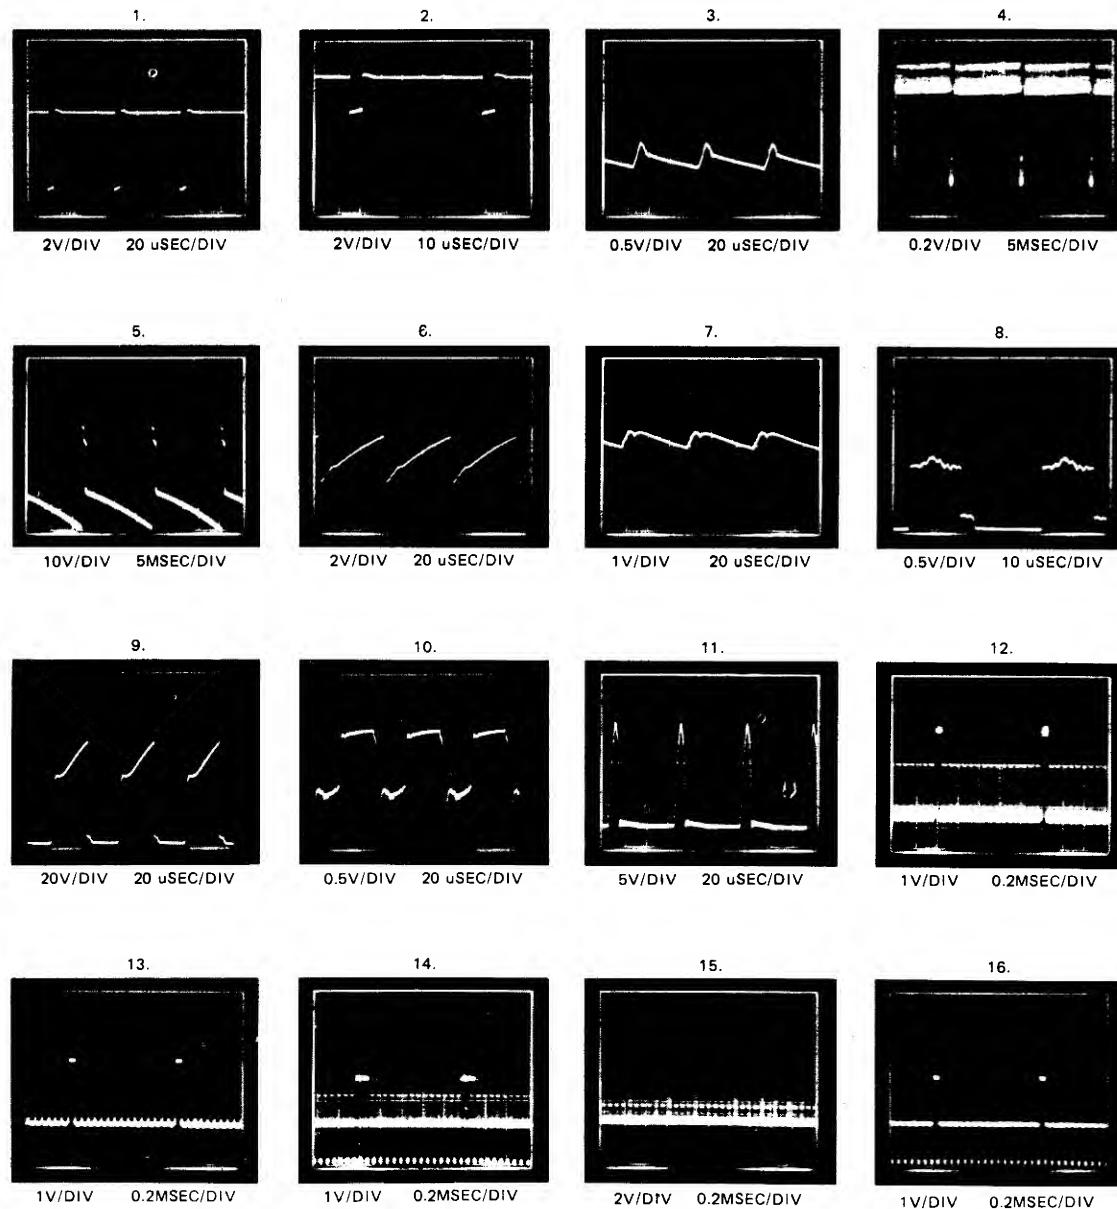 1. 2. 3. 4.
2V/DIV 20 uSEC/DIV 2V/DIV 10 uSEC/DIV 0.5V/DIV 20 uSEC/DIV 0.2V/DIV 5MSEC/DIV
5. 6. 7. 8.
10V/DIV 5MSEC/DIV 2V/DIV 20 uSEC/DIV 1V/DIV 20 uSEC/DIV 0.5V/DIV 10 uSEC/DIV
9. 10. 11. 12.
20V/DIV 20 uSEC/DIV 0.5V/DIV 20 uSEC/DIV 5V/DIV 20 uSEC/DIV 1V/DIV 0.2MSEC/DIV
13. 14. 15. 16.
1V/DIV 0.2MSEC/DIV 1V/DIV 0.2MSEC/DIV 2V/DIV 0.2MSEC/DIV 1V/DIV 0.2MSEC/DIV